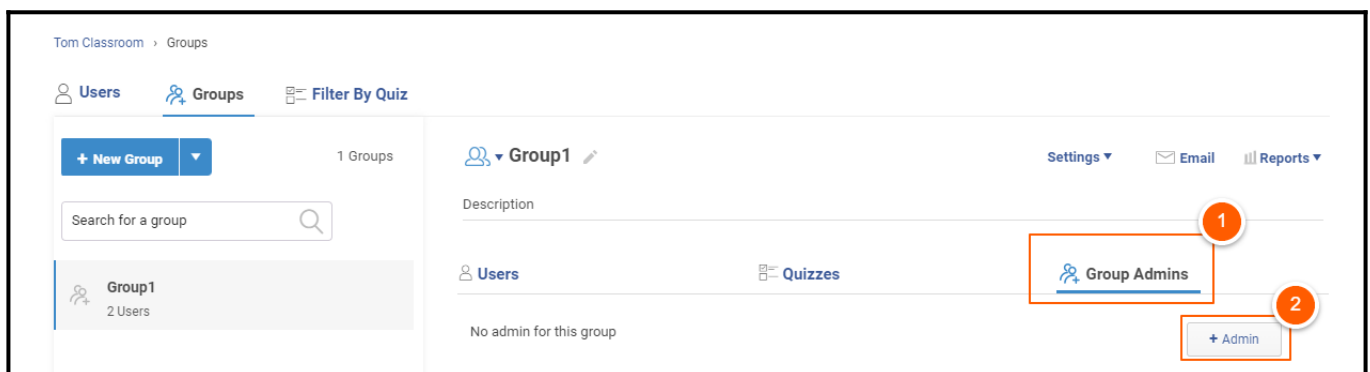 Tom Classroom › Groups
Users Groups Filter By Quiz
+ New Group ▼ 1 Groups
Search for a group
Group1
2 Users
▾ Group1
Settings ▼ Email Reports ▼
Description
1
Users Quizzes Group Admins
2
No admin for this group
+ Admin